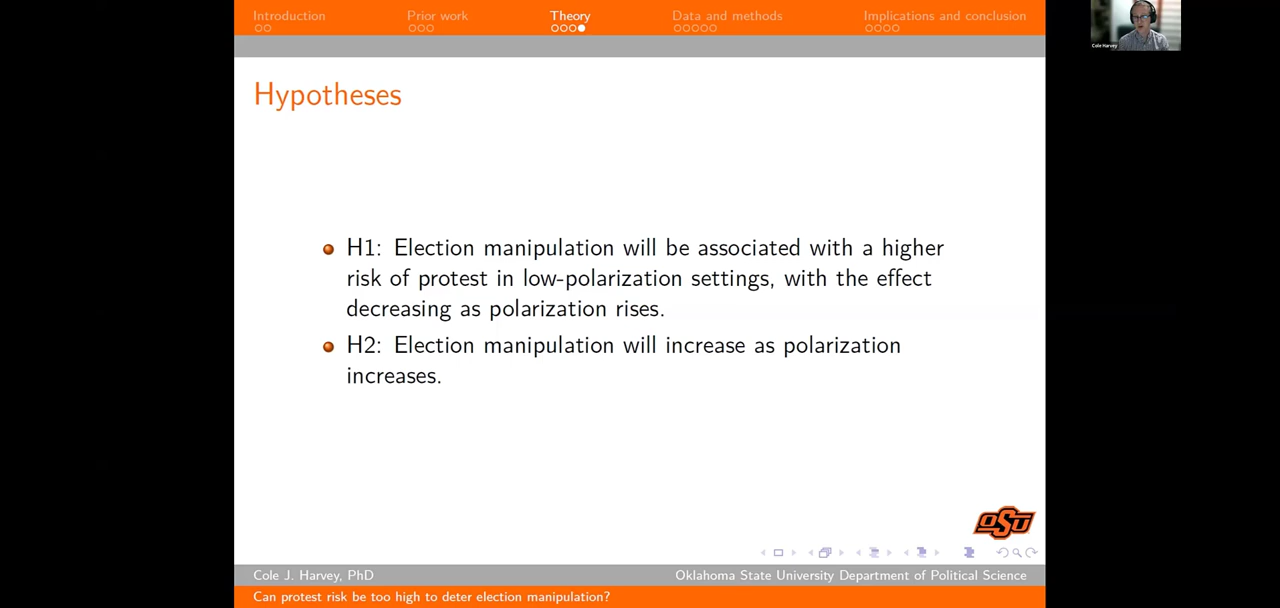 Introduction
Prior work
Theory
Data and methods
Implications and conclusion
Cole Harvey
Hypotheses
H1: Election manipulation will be associated with a higher
risk of protest in low-polarization settings, with the effect
decreasing as polarization rises.
H2: Election manipulation will increase as polarization
increases.
OSU
Cole J. Harvey, PhD
Oklahoma State University Department of Political Science
Can protest risk be too high to deter election manipulation?